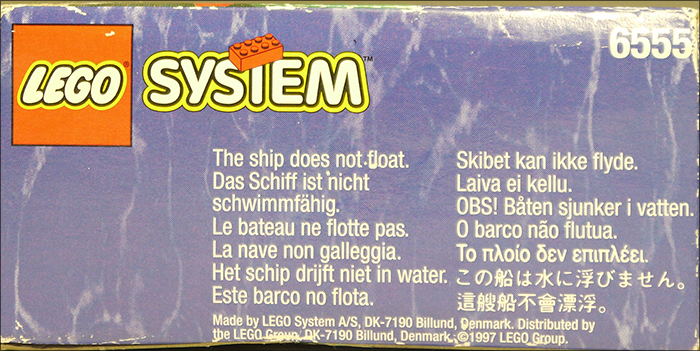 LEGO SYSTEM™
6555
The ship does not float.
Das Schiff ist nicht
schwimmfähig.
Le bateau ne flotte pas.
La nave non galleggia.
Het schip drijft niet in water.
Este barco no flota.
Skibet kan ikke flyde.
Laiva ei kellu.
OBS! Båten sjunker i vatten.
O barco não flutua.
Το πλοίο δεν επιπλέει.
この船は水に浮びません。
這艘船不會漂浮。
Made by LEGO System A/S, DK-7190 Billund, Denmark. Distributed by
the LEGO Group, DK-7190 Billund, Denmark. ©1997 LEGO Group.